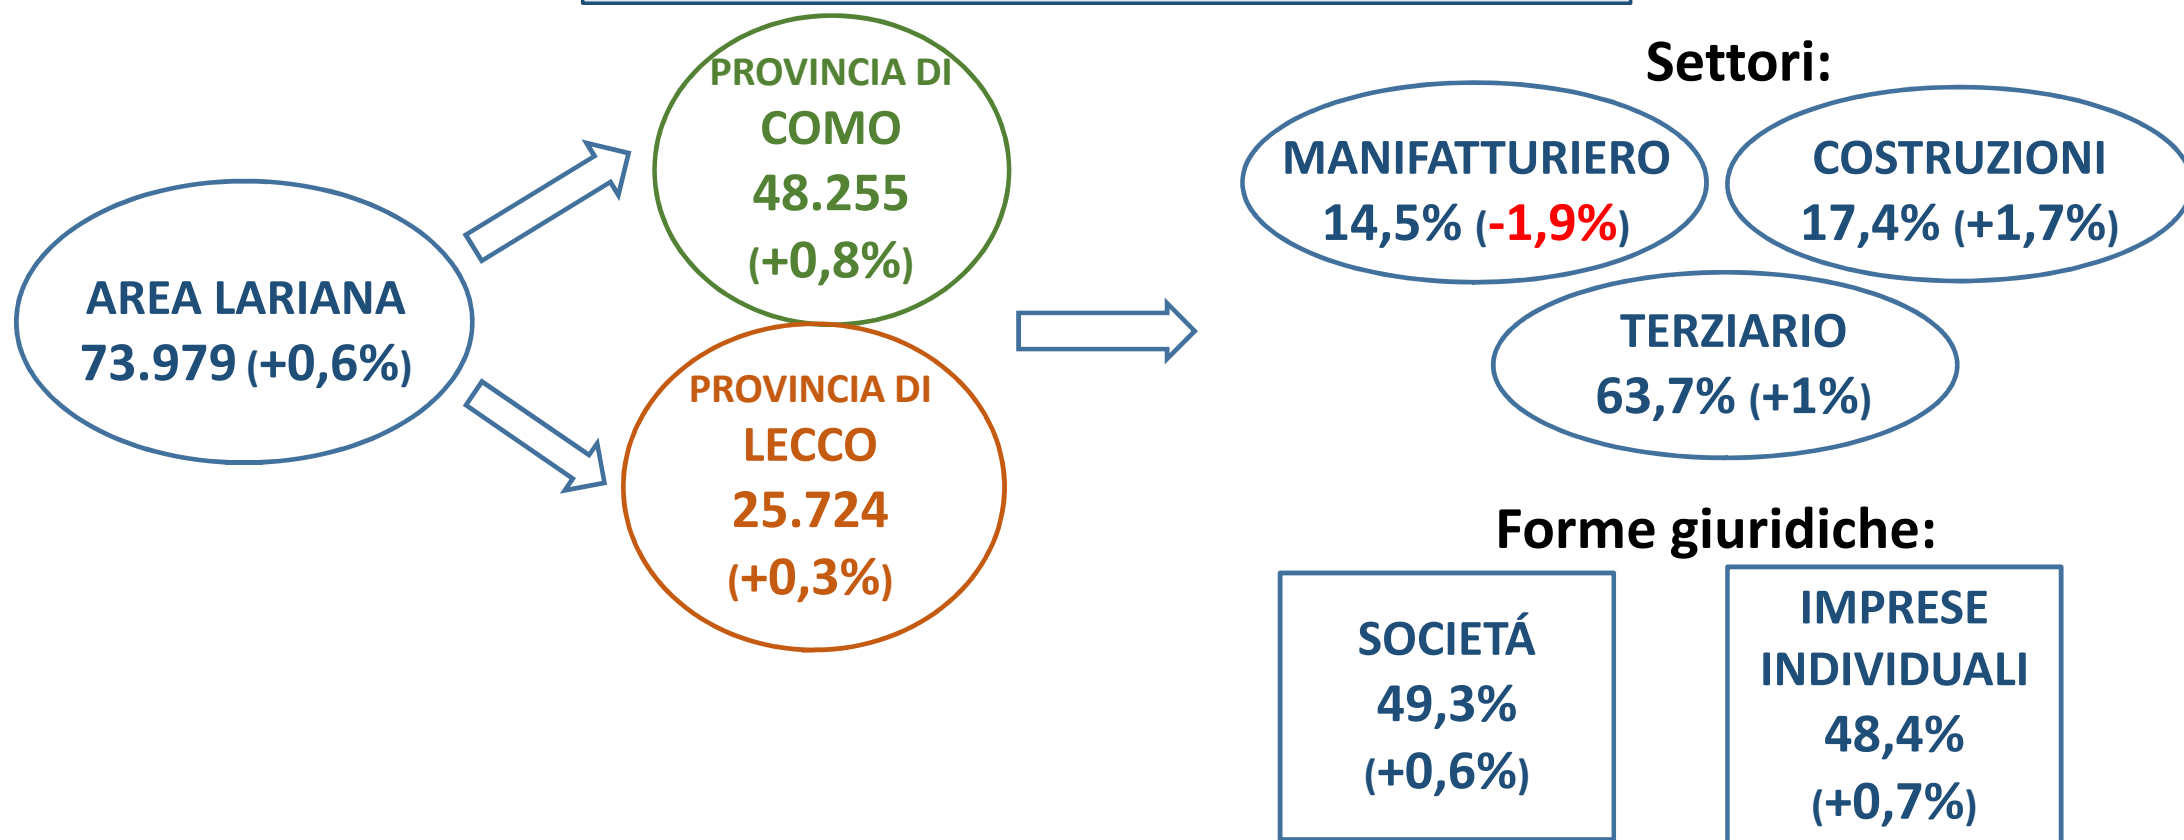 AREA LARIANA
73.979 (+0,6%)
PROVINCIA DI
COMO
48.255
(+0,8%)
PROVINCIA DI
LECCO
25.724
(+0,3%)
Settori:
MANIFATTURIERO
14,5% (-1,9%)
COSTRUZIONI
17,4% (+1,7%)
TERZIARIO
63,7% (+1%)
Forme giuridiche:
SOCIETÁ
49,3%
(+0,6%)
IMPRESE
INDIVIDUALI
48,4%
(+0,7%)